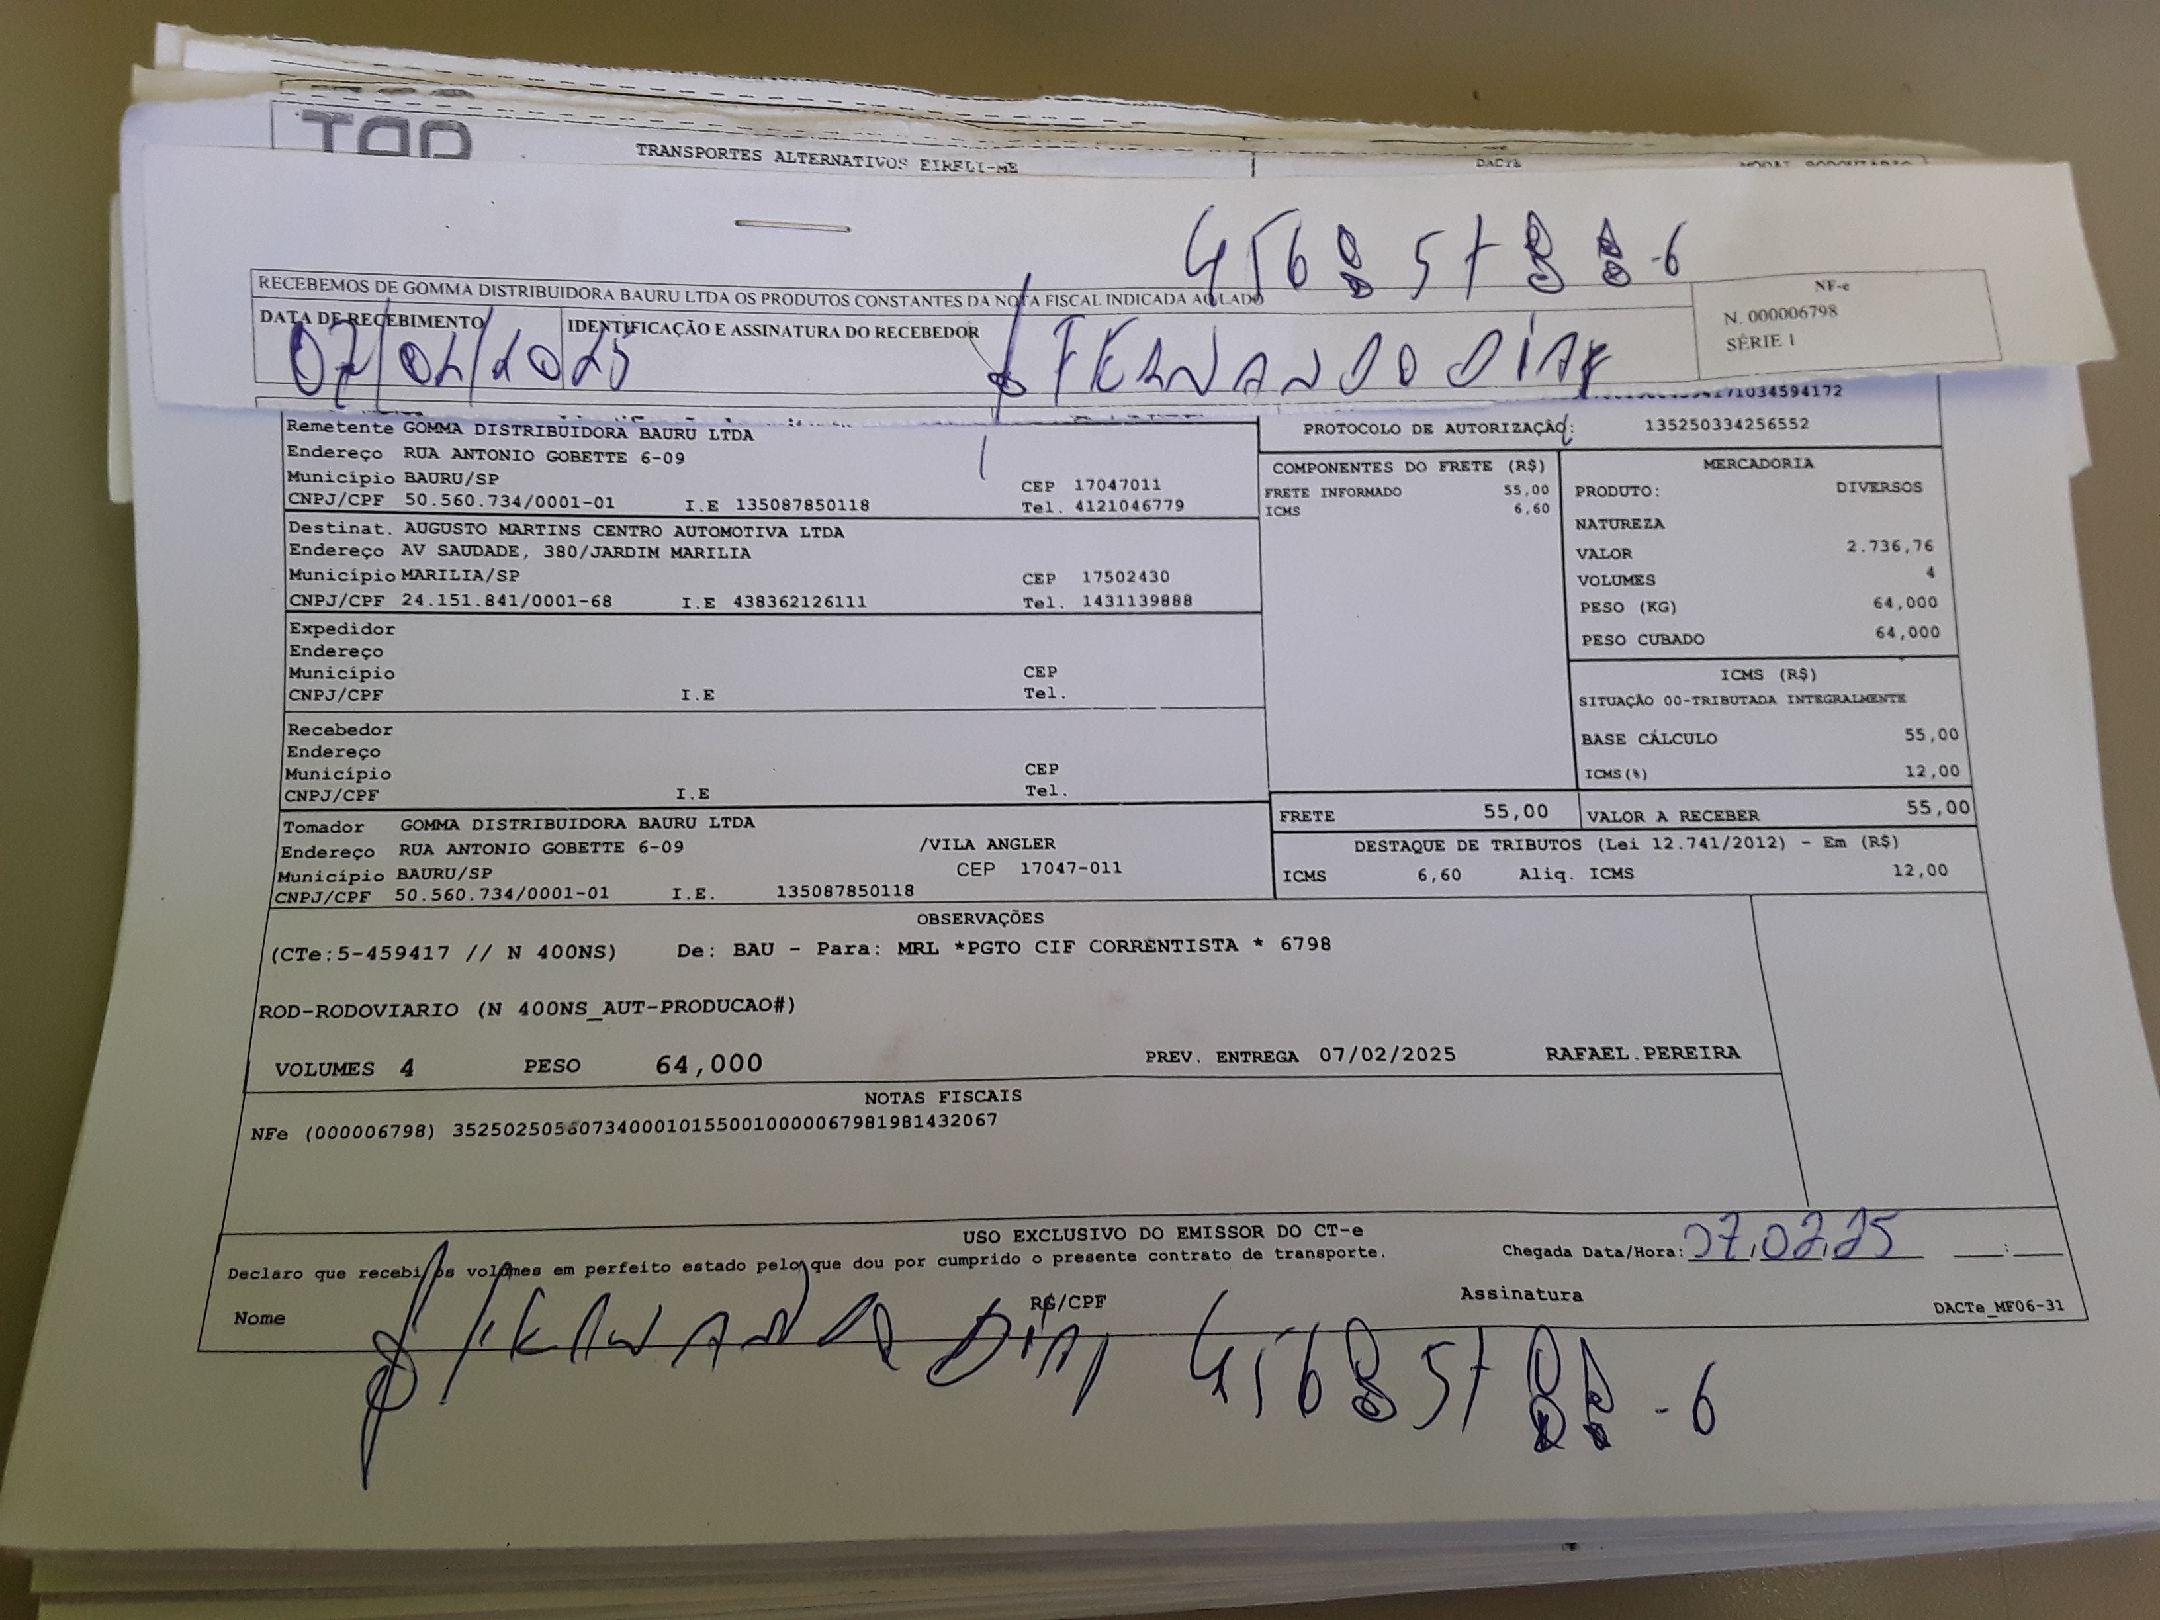 TRANSPORTES ALTERNATIVOS EIRELI-ME
DACTE
MODAL RODOVIARIO
RECEBEMOS DE GOMMA DISTRIBUIDORA BAURU LTDA OS PRODUTOS CONSTANTES DA NOTA FISCAL INDICADA AO LADO
DATA DE RECEBIMENTO
IDENTIFICAÇÃO E ASSINATURA DO RECEBEDOR
07/02/2025
FERNANDO DIAS
NF-e
N. 000006798
SÉRIE 1
PROTOCOLO DE AUTORIZAÇÃO: 135250334256552
Remetente GOMMA DISTRIBUIDORA BAURU LTDA
Endereço RUA ANTONIO GOBETTE 6-09
Município BAURU/SP CEP 17047011
CNPJ/CPF 50.560.734/0001-01 I.E 135087850118 Tel. 4121046779
Destinat. AUGUSTO MARTINS CENTRO AUTOMOTIVA LTDA
Endereço AV SAUDADE, 380/JARDIM MARILIA
Município MARILIA/SP CEP 17502430
CNPJ/CPF 24.151.841/0001-68 I.E 438362126111 Tel. 1431139888
Expedidor
Endereço
Município CEP
CNPJ/CPF I.E Tel.
Recebedor
Endereço
Município CEP
CNPJ/CPF I.E Tel.
Tomador GOMMA DISTRIBUIDORA BAURU LTDA
Endereço RUA ANTONIO GOBETTE 6-09 /VILA ANGLER
Município BAURU/SP CEP 17047-011
CNPJ/CPF 50.560.734/0001-01 I.E. 135087850118
COMPONENTES DO FRETE (R$)
FRETE INFORMADO 55,00
ICMS 6,60
MERCADORIA
PRODUTO: DIVERSOS
NATUREZA
VALOR 2.736,76
VOLUMES 4
PESO (KG) 64,000
PESO CUBADO 64,000
ICMS (R$)
SITUAÇÃO 00-TRIBUTADA INTEGRALMENTE
BASE CÁLCULO 55,00
ICMS(%) 12,00
FRETE 55,00 VALOR A RECEBER 55,00
DESTAQUE DE TRIBUTOS (Lei 12.741/2012) - Em (R$)
ICMS 6,60 Aliq. ICMS 12,00
OBSERVAÇÕES
(CTe:5-459417 // N 400NS) De: BAU - Para: MRL *PGTO CIF CORRENTISTA * 6798
ROD-RODOVIARIO (N 400NS_AUT-PRODUCAO#)
VOLUMES 4 PESO 64,000 PREV. ENTREGA 07/02/2025 RAFAEL.PEREIRA
NOTAS FISCAIS
NFe (000006798) 35250250560734000101550010000067981981432067
USO EXCLUSIVO DO EMISSOR DO CT-e
Declaro que recebi os volumes em perfeito estado pelo que dou por cumprido o presente contrato de transporte.
Chegada Data/Hora: 07.02.25 __:__
Nome RG/CPF Assinatura DACTe_MF06-31
FERNANDO DIAS